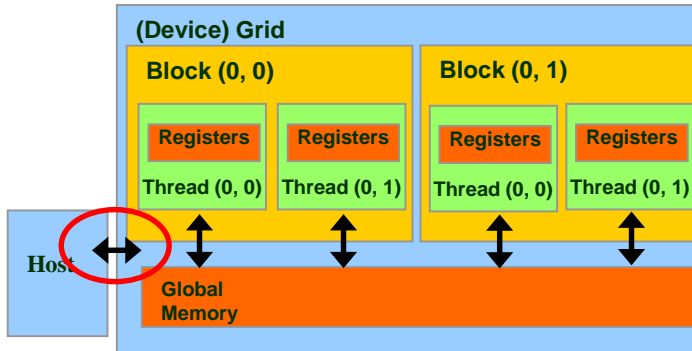 (Device) Grid
Block (0, 0)
Block (0, 1)
Registers
Registers
Registers
Registers
Thread (0, 0)
Thread (0, 1)
Thread (0, 0)
Thread (0, 1)
Host
Global
Memory